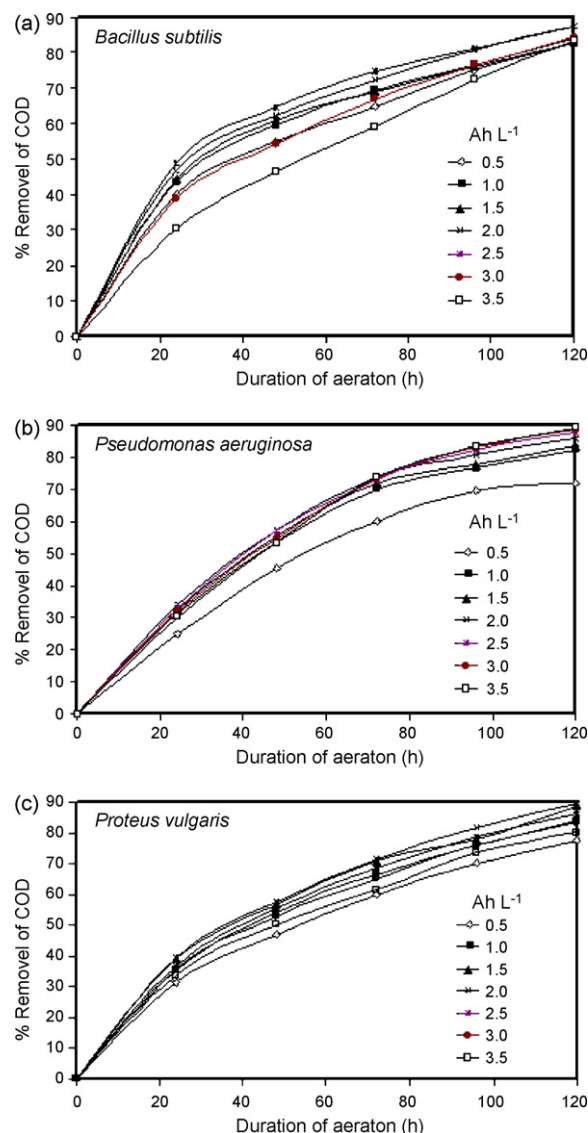 (a)
Bacillus subtilis
% Removel of COD
90
80
70
60
50
40
30
20
10
0
Ah L-1
0.5
1.0
1.5
2.0
2.5
3.0
3.5
0 20 40 60 80 100 120
Duration of aeraton (h)
(b)
Pseudomonas aeruginosa
% Removel of COD
90
80
70
60
50
40
30
20
10
0
Ah L-1
0.5
1.0
1.5
2.0
2.5
3.0
3.5
0 20 40 60 80 100 120
Duration of aeraton (h)
(c)
Proteus vulgaris
% Removel of COD
90
80
70
60
50
40
30
20
10
0
Ah L-1
0.5
1.0
1.5
2.0
2.5
3.0
3.5
0 20 40 60 80 100 120
Duration of aeraton (h)